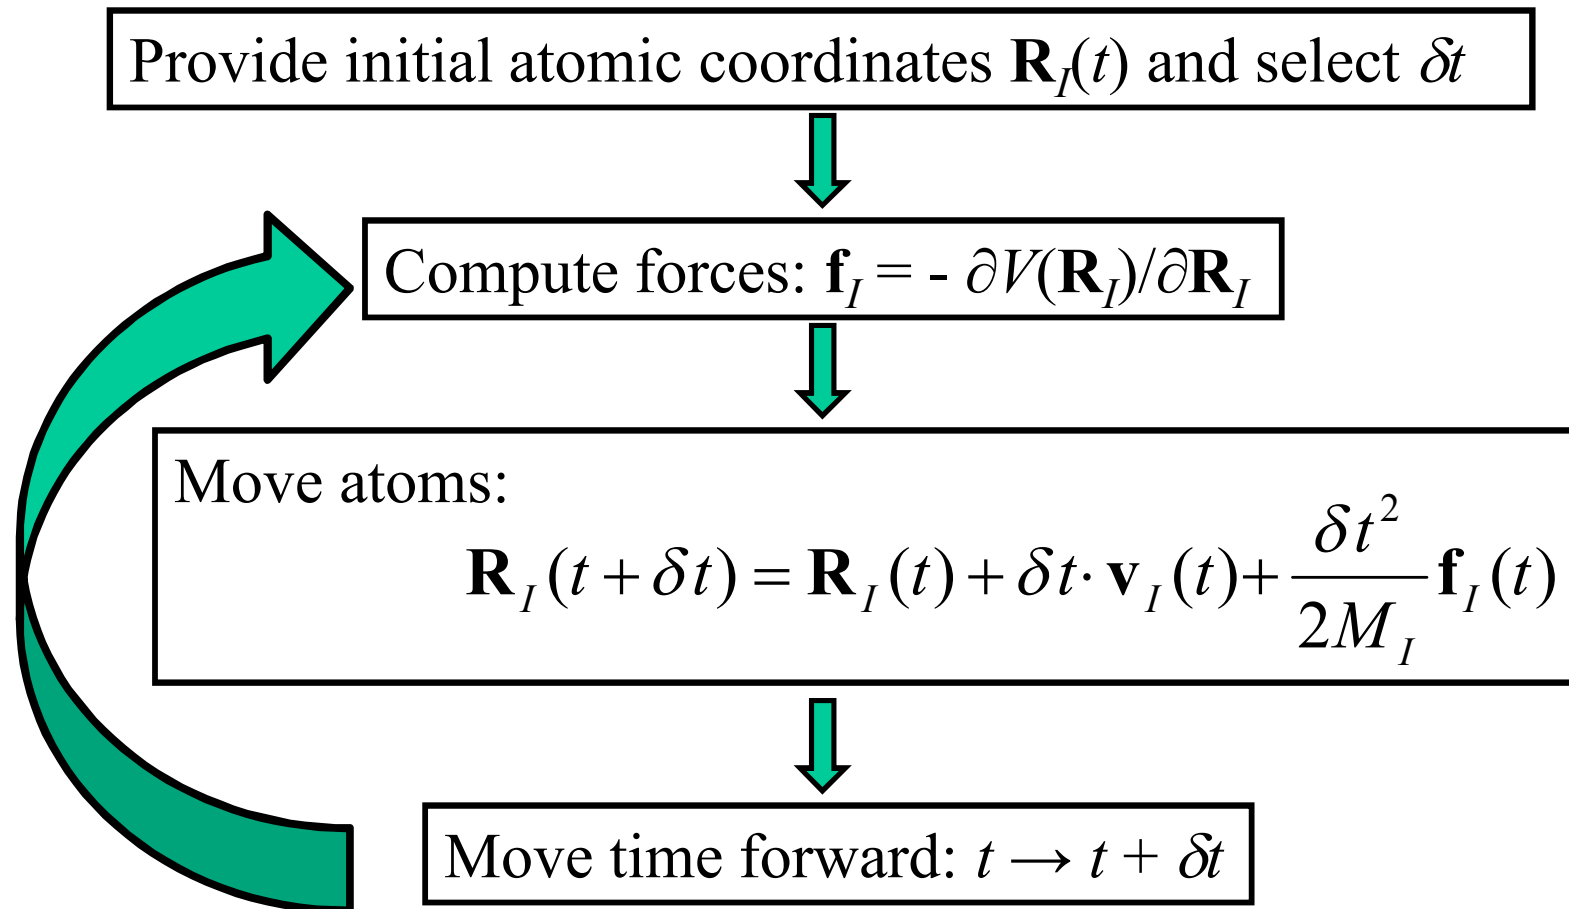 Provide initial atomic coordinates R_I(t) and select δt
Compute forces: f_I = - ∂V(R_I)/∂R_I
Move atoms:
R_I(t + δt) = R_I(t) + δt· v_I(t)+ δt²/2M_I f_I(t)
Move time forward: t → t + δt